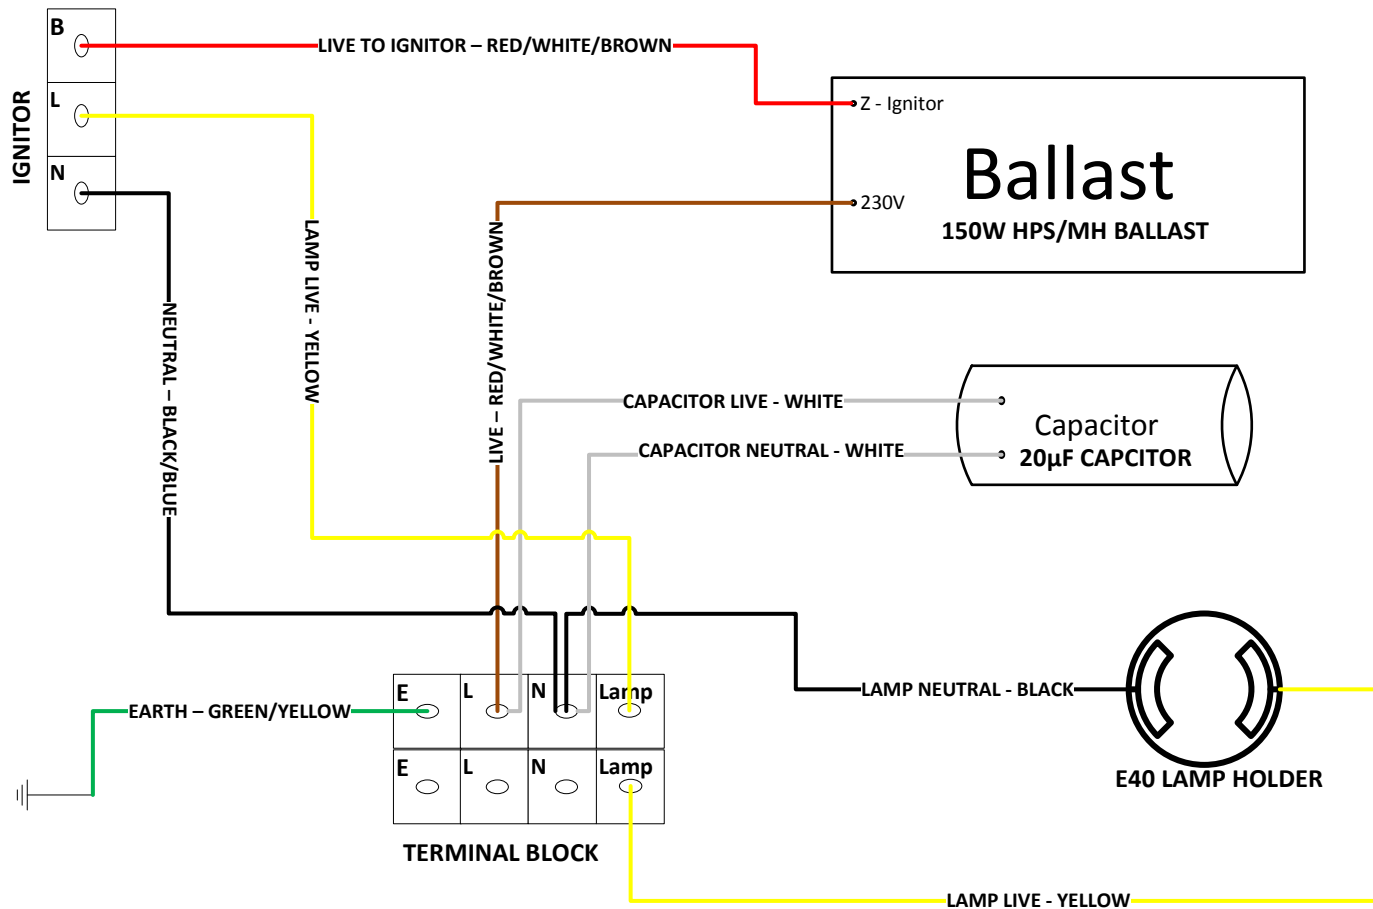 B
LIVE TO IGNITOR – RED/WHITE/BROWN
L
N
IGNITOR
Z - Ignitor
Ballast
230V
150W HPS/MH BALLAST
LAMP LIVE - YELLOW
LIVE – RED/WHITE/BROWN
NEUTRAL – BLACK/BLUE
CAPACITOR LIVE - WHITE
Capacitor
CAPACITOR NEUTRAL - WHITE
20µF CAPCITOR
E L N Lamp
LAMP NEUTRAL - BLACK
EARTH – GREEN/YELLOW
E L N Lamp
E40 LAMP HOLDER
TERMINAL BLOCK
LAMP LIVE - YELLOW